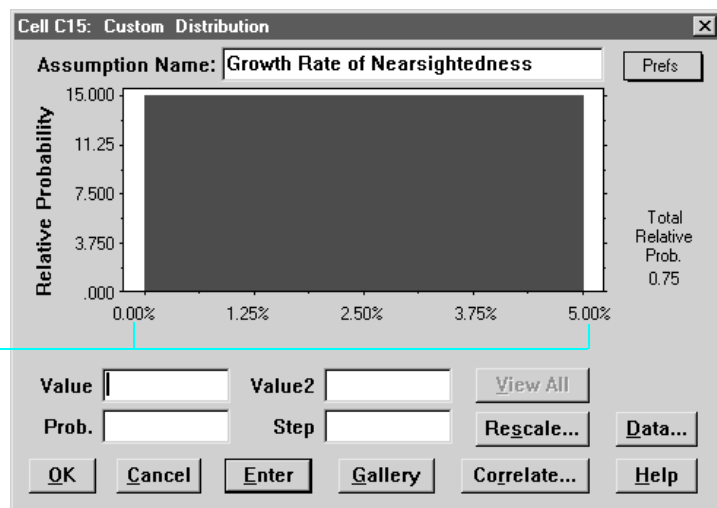 Cell C15: Custom Distribution
Assumption Name: Growth Rate of Nearsightedness Prefs
Relative Probability
15.000
11.25
7.500
3.750
.000
0.00% 1.25% 2.50% 3.75% 5.00%
Total
Relative
Prob.
0.75
Value Value2 View All
Prob. Step Rescale... Data...
OK Cancel Enter Gallery Correlate... Help